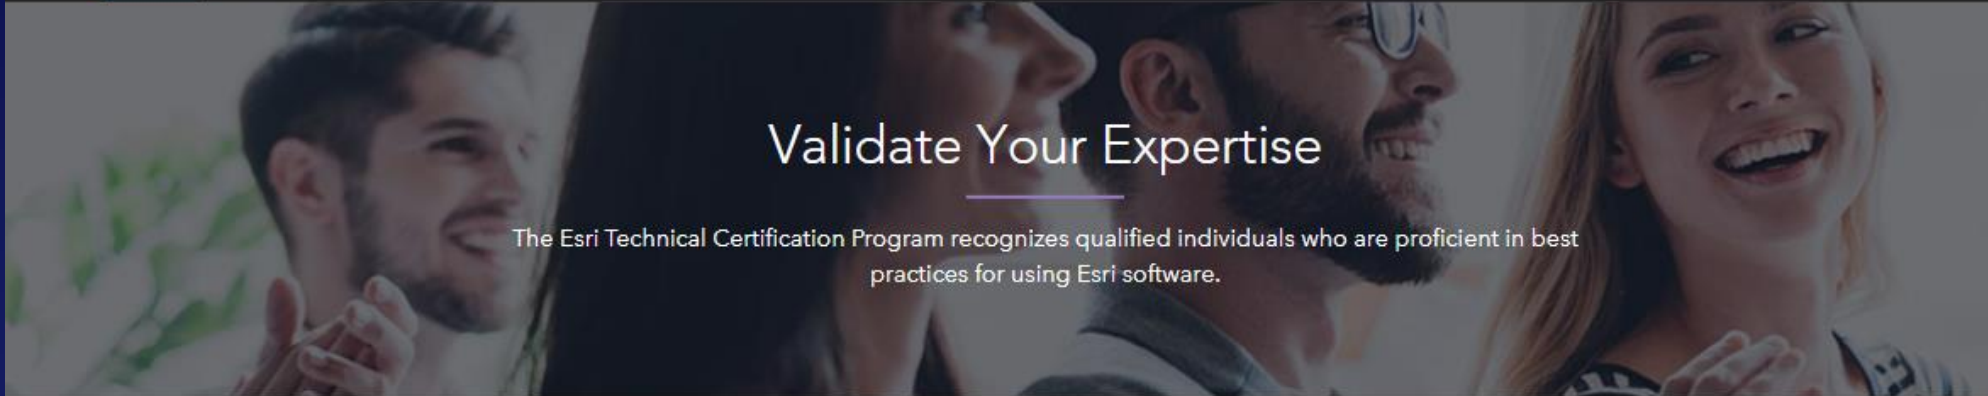 Validate Your Expertise
The Esri Technical Certification Program recognizes qualified individuals who are proficient in best
practices for using Esri software.